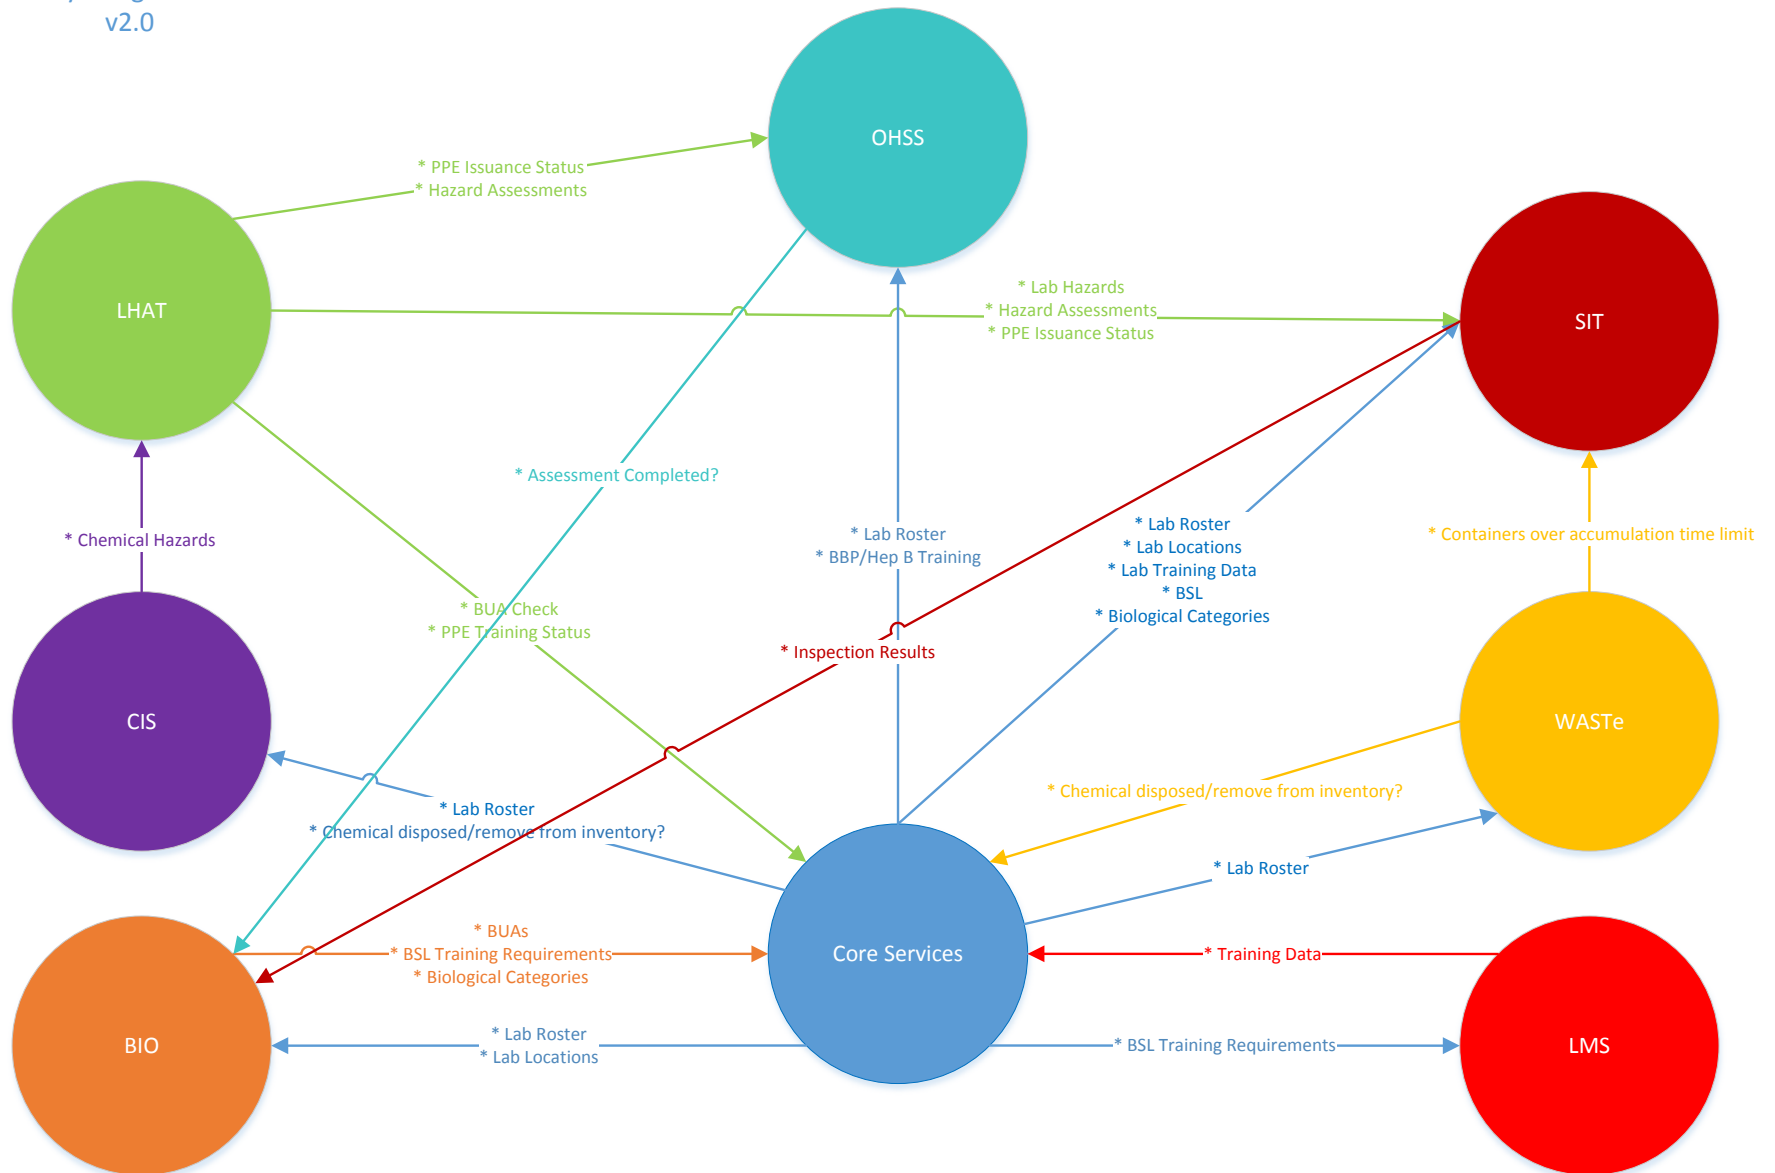 v2.0
OHSS
* PPE Issuance Status
* Hazard Assessments
LHAT
* Lab Hazards
* Hazard Assessments
* PPE Issuance Status
SIT
* Assessment Completed?
* Chemical Hazards
* Lab Roster
* BBP/Hep B Training
* Lab Roster
* Lab Locations
* Lab Training Data
* BSL
* Biological Categories
* Containers over accumulation time limit
* BUA Check
* PPE Training Status
* Inspection Results
CIS
WASTe
* Lab Roster
* Chemical disposed/remove from inventory?
* Chemical disposed/remove from inventory?
* Lab Roster
* BUAs
* BSL Training Requirements
* Biological Categories
Core Services
* Training Data
BIO
* Lab Roster
* Lab Locations
* BSL Training Requirements
LMS